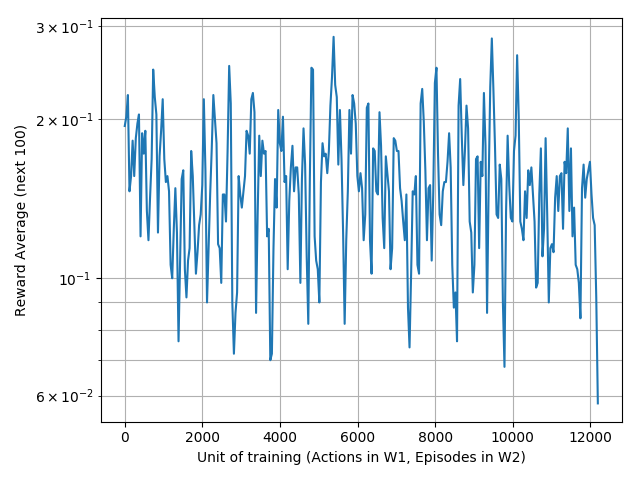 3 × 10⁻¹
2 × 10⁻¹
10⁻¹
6 × 10⁻²
Reward Average (next 100)
0 2000 4000 6000 8000 10000 12000
Unit of training (Actions in W1, Episodes in W2)